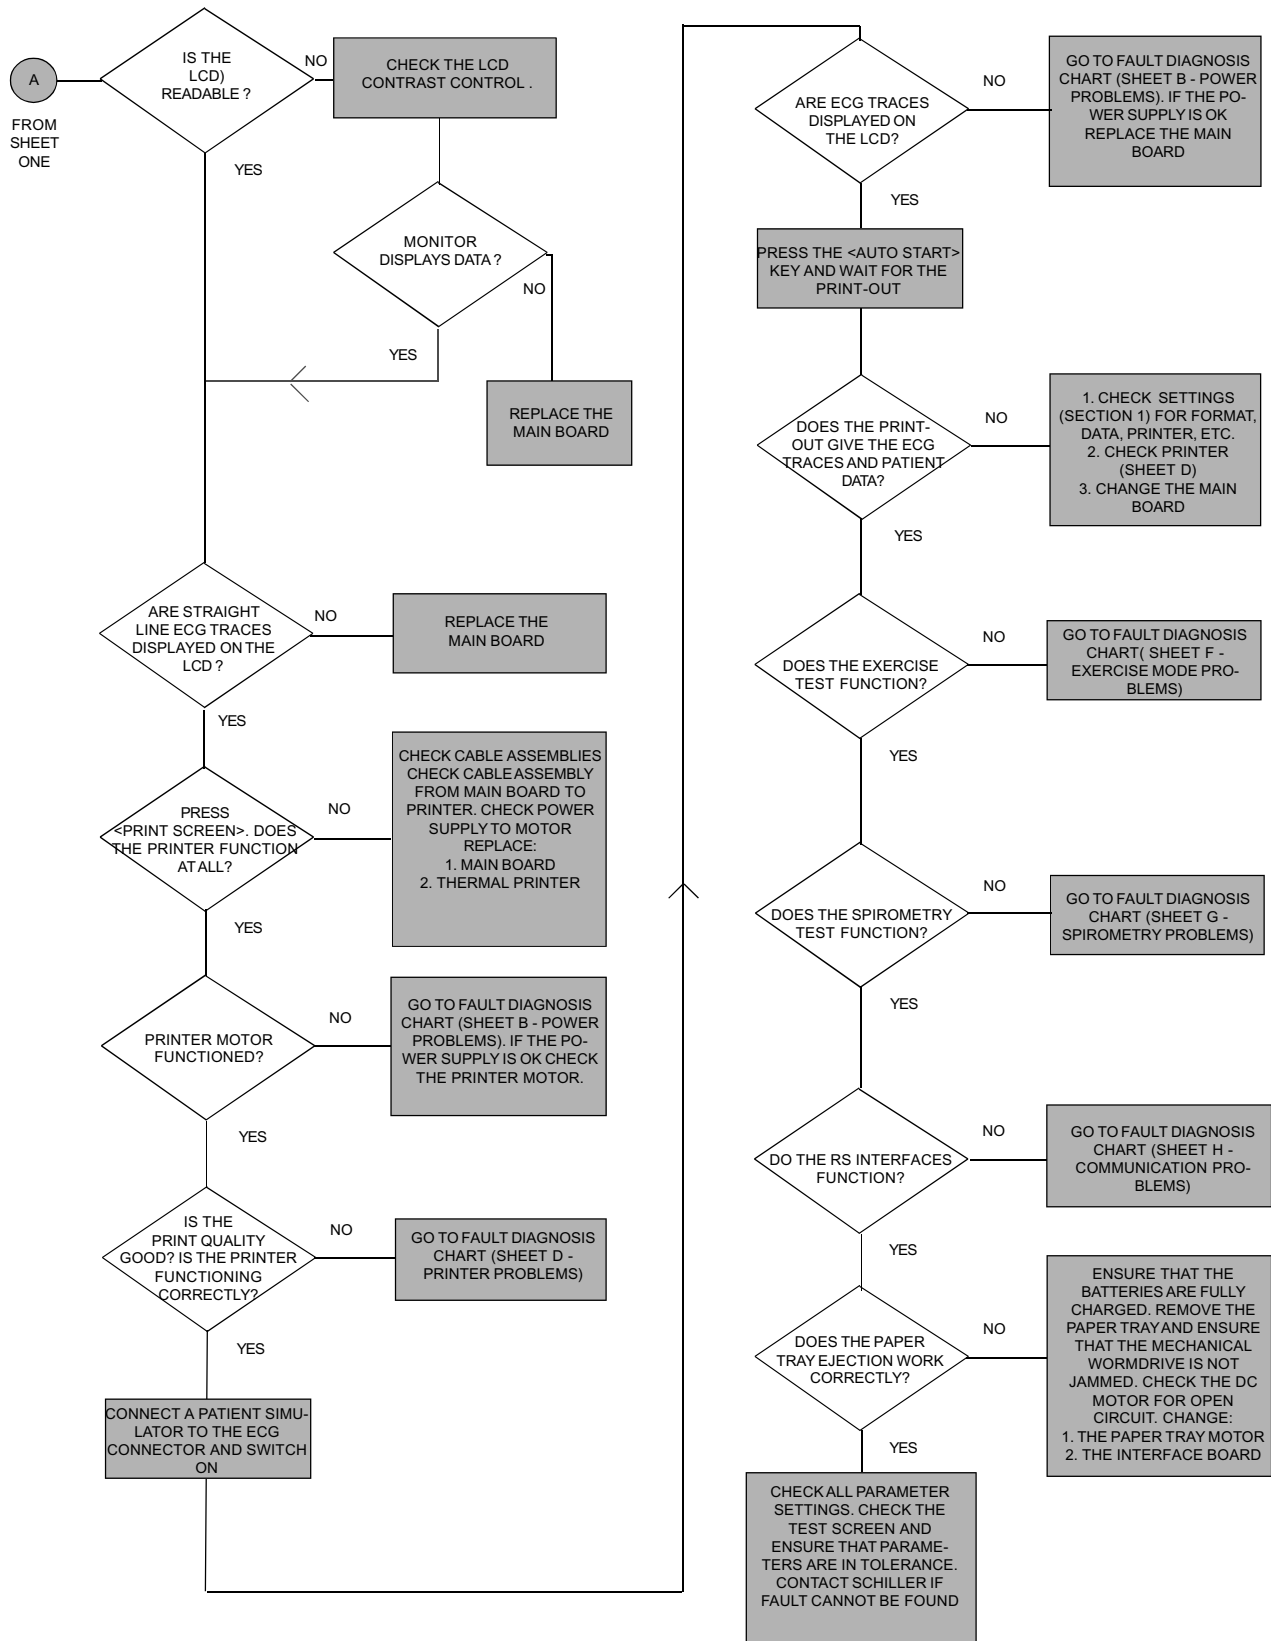 A
FROM
SHEET
ONE
IS THE
LCD)
READABLE ?
NO
CHECK THE LCD
CONTRAST CONTROL .
YES
MONITOR
DISPLAYS DATA ?
NO
YES
REPLACE THE
MAIN BOARD
ARE STRAIGHT
LINE ECG TRACES
DISPLAYED ON THE
LCD ?
NO
REPLACE THE
MAIN BOARD
YES
PRESS
<PRINT SCREEN>. DOES
THE PRINTER FUNCTION
AT ALL?
NO
CHECK CABLE ASSEMBLIES
CHECK CABLE ASSEMBLY
FROM MAIN BOARD TO
PRINTER. CHECK POWER
SUPPLY TO MOTOR
REPLACE:
1. MAIN BOARD
2. THERMAL PRINTER
YES
PRINTER MOTOR
FUNCTIONED?
NO
GO TO FAULT DIAGNOSIS
CHART (SHEET B - POWER
PROBLEMS). IF THE PO-
WER SUPPLY IS OK CHECK
THE PRINTER MOTOR.
YES
IS THE
PRINT QUALITY
GOOD? IS THE PRINTER
FUNCTIONING
CORRECTLY?
NO
GO TO FAULT DIAGNOSIS
CHART (SHEET D -
PRINTER PROBLEMS)
YES
CONNECT A PATIENT SIMU-
LATOR TO THE ECG
CONNECTOR AND SWITCH
ON
ARE ECG TRACES
DISPLAYED ON
THE LCD?
NO
GO TO FAULT DIAGNOSIS
CHART (SHEET B - POWER
PROBLEMS). IF THE PO-
WER SUPPLY IS OK
REPLACE THE MAIN
BOARD
YES
PRESS THE <AUTO START>
KEY AND WAIT FOR THE
PRINT-OUT
DOES THE PRINT-
OUT GIVE THE ECG
TRACES AND PATIENT
DATA?
NO
1. CHECK SETTINGS
(SECTION 1) FOR FORMAT,
DATA, PRINTER, ETC.
2. CHECK PRINTER
(SHEET D)
3. CHANGE THE MAIN
BOARD
YES
DOES THE EXERCISE
TEST FUNCTION?
NO
GO TO FAULT DIAGNOSIS
CHART( SHEET F -
EXERCISE MODE PRO-
BLEMS)
YES
DOES THE SPIROMETRY
TEST FUNCTION?
NO
GO TO FAULT DIAGNOSIS
CHART (SHEET G -
SPIROMETRY PROBLEMS)
YES
DO THE RS INTERFACES
FUNCTION?
NO
GO TO FAULT DIAGNOSIS
CHART (SHEET H -
COMMUNICATION PRO-
BLEMS)
YES
DOES THE PAPER
TRAY EJECTION WORK
CORRECTLY?
NO
ENSURE THAT THE
BATTERIES ARE FULLY
CHARGED. REMOVE THE
PAPER TRAY AND ENSURE
THAT THE MECHANICAL
WORMDRIVE IS NOT
JAMMED. CHECK THE DC
MOTOR FOR OPEN
CIRCUIT. CHANGE:
1. THE PAPER TRAY MOTOR
2. THE INTERFACE BOARD
YES
CHECK ALL PARAMETER
SETTINGS. CHECK THE
TEST SCREEN AND
ENSURE THAT PARAME-
TERS ARE IN TOLERANCE.
CONTACT SCHILLER IF
FAULT CANNOT BE FOUND